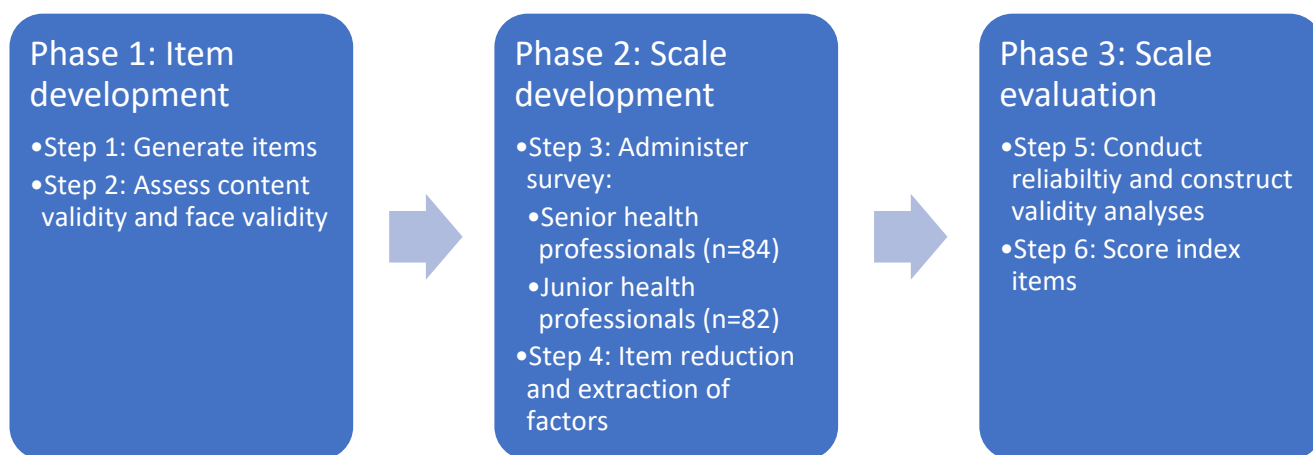 Phase 1: Item
development
•Step 1: Generate items
•Step 2: Assess content
validity and face validity
Phase 2: Scale
development
•Step 3: Administer
survey:
•Senior health
professionals (n=84)
•Junior health
professionals (n=82)
•Step 4: Item reduction
and extraction of
factors
Phase 3: Scale
evaluation
•Step 5: Conduct
reliabiltiy and construct
validity analyses
•Step 6: Score index
items